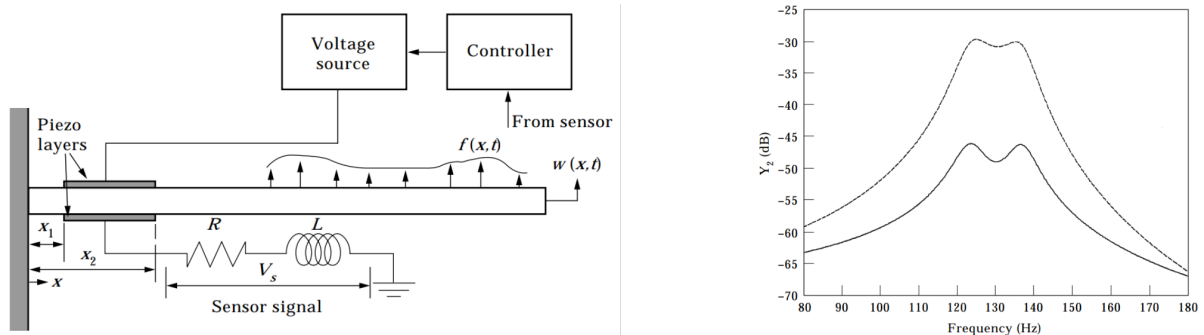 Voltage
source
Controller
From sensor
Piezo
layers
f (x,t)
w (x,t)
x₁
x₂
x
R
L
Vₛ
Sensor signal
Y₂ (dB)
−25
−30
−35
−40
−45
−50
−55
−60
−65
−70
80 90 100 110 120 130 140 150 160 170 180
Frequency (Hz)